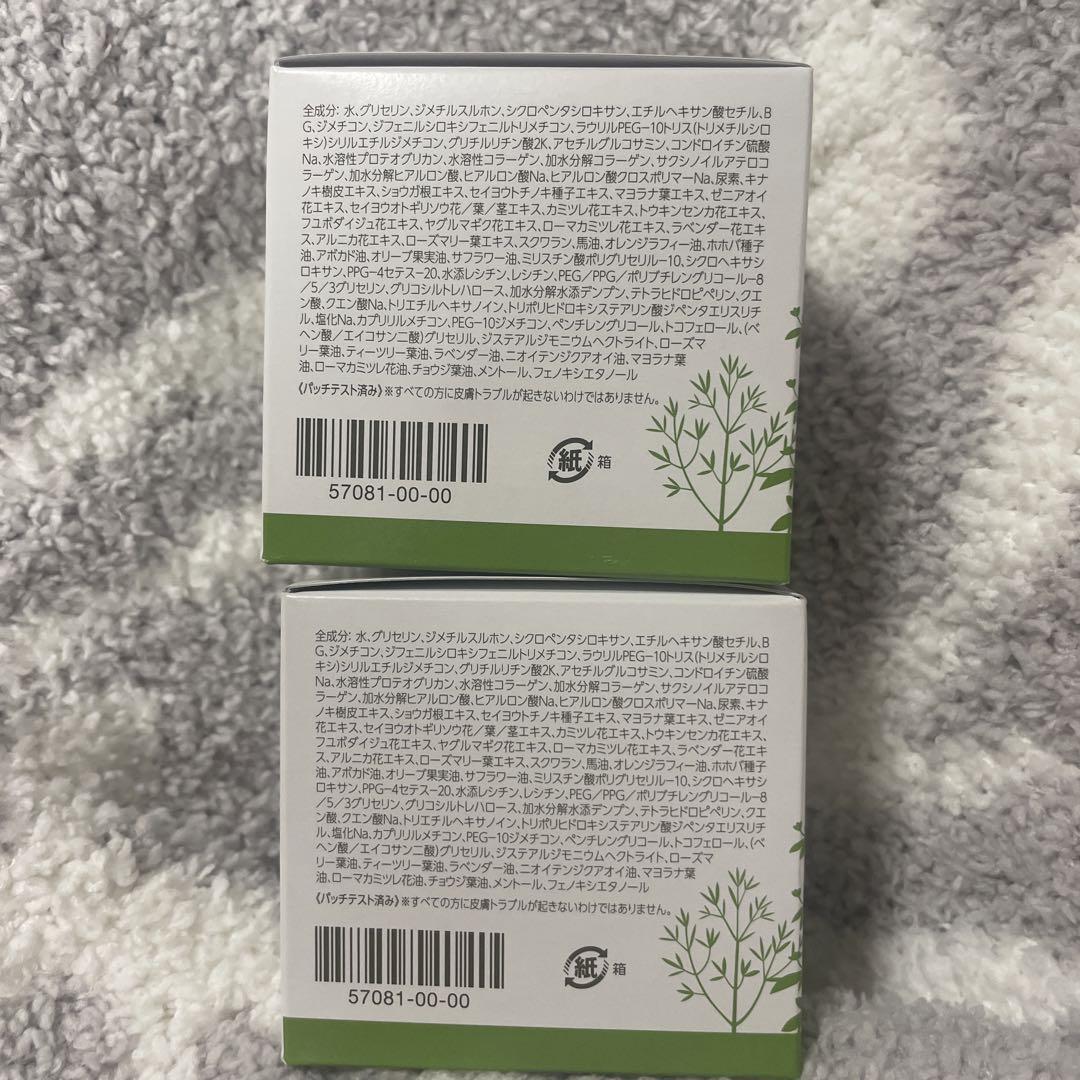 全成分: 水、グリセリン、ジメチルスルホン、シクロペンタシロキサン、エチルヘキサン酸セチル、B
G、ジメチコン、ジフェニルシロキシフェニルトリメチコン、ラウリルPEG-10トリス(トリメチルシロ
キシ)シリルエチルジメチコン、グリチルリチン酸2K、アセチルグルコサミン、コンドロイチン硫酸
Na、水溶性プロテオグリカン、水溶性コラーゲン、加水分解コラーゲン、サクシノイルアテロコ
ラーゲン、加水分解ヒアルロン酸、ヒアルロン酸Na、ヒアルロン酸クロスポリマーNa、尿素、キナ
ノキ樹皮エキス、ショウガ根エキス、セイヨウトチノキ種子エキス、マヨラナ葉エキス、ゼニアオイ
花エキス、セイヨウオトギリソウ花/葉/茎エキス、カミツレ花エキス、トウキンセンカ花エキス、
フユボダイジュ花エキス、ヤグルマギク花エキス、ローマカミツレ花エキス、ラベンダー花エキ
ス、アルニカ花エキス、ローズマリー葉エキス、スクワラン、馬油、オレンジラフィー油、ホホバ種子
油、アボカド油、オリーブ果実油、サフラワー油、ミリスチン酸ポリグリセリル-10、シクロヘキサシ
ロキサン、PPG-4セテス-20、水添レシチン、レシチン、PEG/PPG/ポリブチレングリコール-8
/5/3グリセリン、グリコシルトレハロース、加水分解水添デンプン、テトラヒドロピペリン、クエ
ン酸、クエン酸Na、トリエチルヘキサノイン、トリポリヒドロキシステアリン酸ジペンタエリスリチ
ル、塩化Na、カプリリルメチコン、PEG-10ジメチコン、ペンチレングリコール、トコフェロール、(ベ
ヘン酸/エイコサン二酸)グリセリル、ジステアルジモニウムヘクトライト、ローズマ
リー葉油、ティーツリー葉油、ラベンダー油、ニオイテンジクアオイ油、マヨラナ葉
油、ローマカミツレ花油、チョウジ葉油、メントール、フェノキシエタノール
《パッチテスト済み》※すべての方に皮膚トラブルが起きないわけではありません。
紙 箱
57081-00-00
全成分: 水、グリセリン、ジメチルスルホン、シクロペンタシロキサン、エチルヘキサン酸セチル、B
G、ジメチコン、ジフェニルシロキシフェニルトリメチコン、ラウリルPEG-10トリス(トリメチルシロ
キシ)シリルエチルジメチコン、グリチルリチン酸2K、アセチルグルコサミン、コンドロイチン硫酸
Na、水溶性プロテオグリカン、水溶性コラーゲン、加水分解コラーゲン、サクシノイルアテロコ
ラーゲン、加水分解ヒアルロン酸、ヒアルロン酸Na、ヒアルロン酸クロスポリマーNa、尿素、キナ
ノキ樹皮エキス、ショウガ根エキス、セイヨウトチノキ種子エキス、マヨラナ葉エキス、ゼニアオイ
花エキス、セイヨウオトギリソウ花/葉/茎エキス、カミツレ花エキス、トウキンセンカ花エキス、
フユボダイジュ花エキス、ヤグルマギク花エキス、ローマカミツレ花エキス、ラベンダー花エキ
ス、アルニカ花エキス、ローズマリー葉エキス、スクワラン、馬油、オレンジラフィー油、ホホバ種子
油、アボカド油、オリーブ果実油、サフラワー油、ミリスチン酸ポリグリセリル-10、シクロヘキサシ
ロキサン、PPG-4セテス-20、水添レシチン、レシチン、PEG/PPG/ポリブチレングリコール-8
/5/3グリセリン、グリコシルトレハロース、加水分解水添デンプン、テトラヒドロピペリン、クエ
ン酸、クエン酸Na、トリエチルヘキサノイン、トリポリヒドロキシステアリン酸ジペンタエリスリチ
ル、塩化Na、カプリリルメチコン、PEG-10ジメチコン、ペンチレングリコール、トコフェロール、(ベ
ヘン酸/エイコサン二酸)グリセリル、ジステアルジモニウムヘクトライト、ローズマ
リー葉油、ティーツリー葉油、ラベンダー油、ニオイテンジクアオイ油、マヨラナ葉
油、ローマカミツレ花油、チョウジ葉油、メントール、フェノキシエタノール
《パッチテスト済み》※すべての方に皮膚トラブルが起きないわけではありません。
紙 箱
57081-00-00